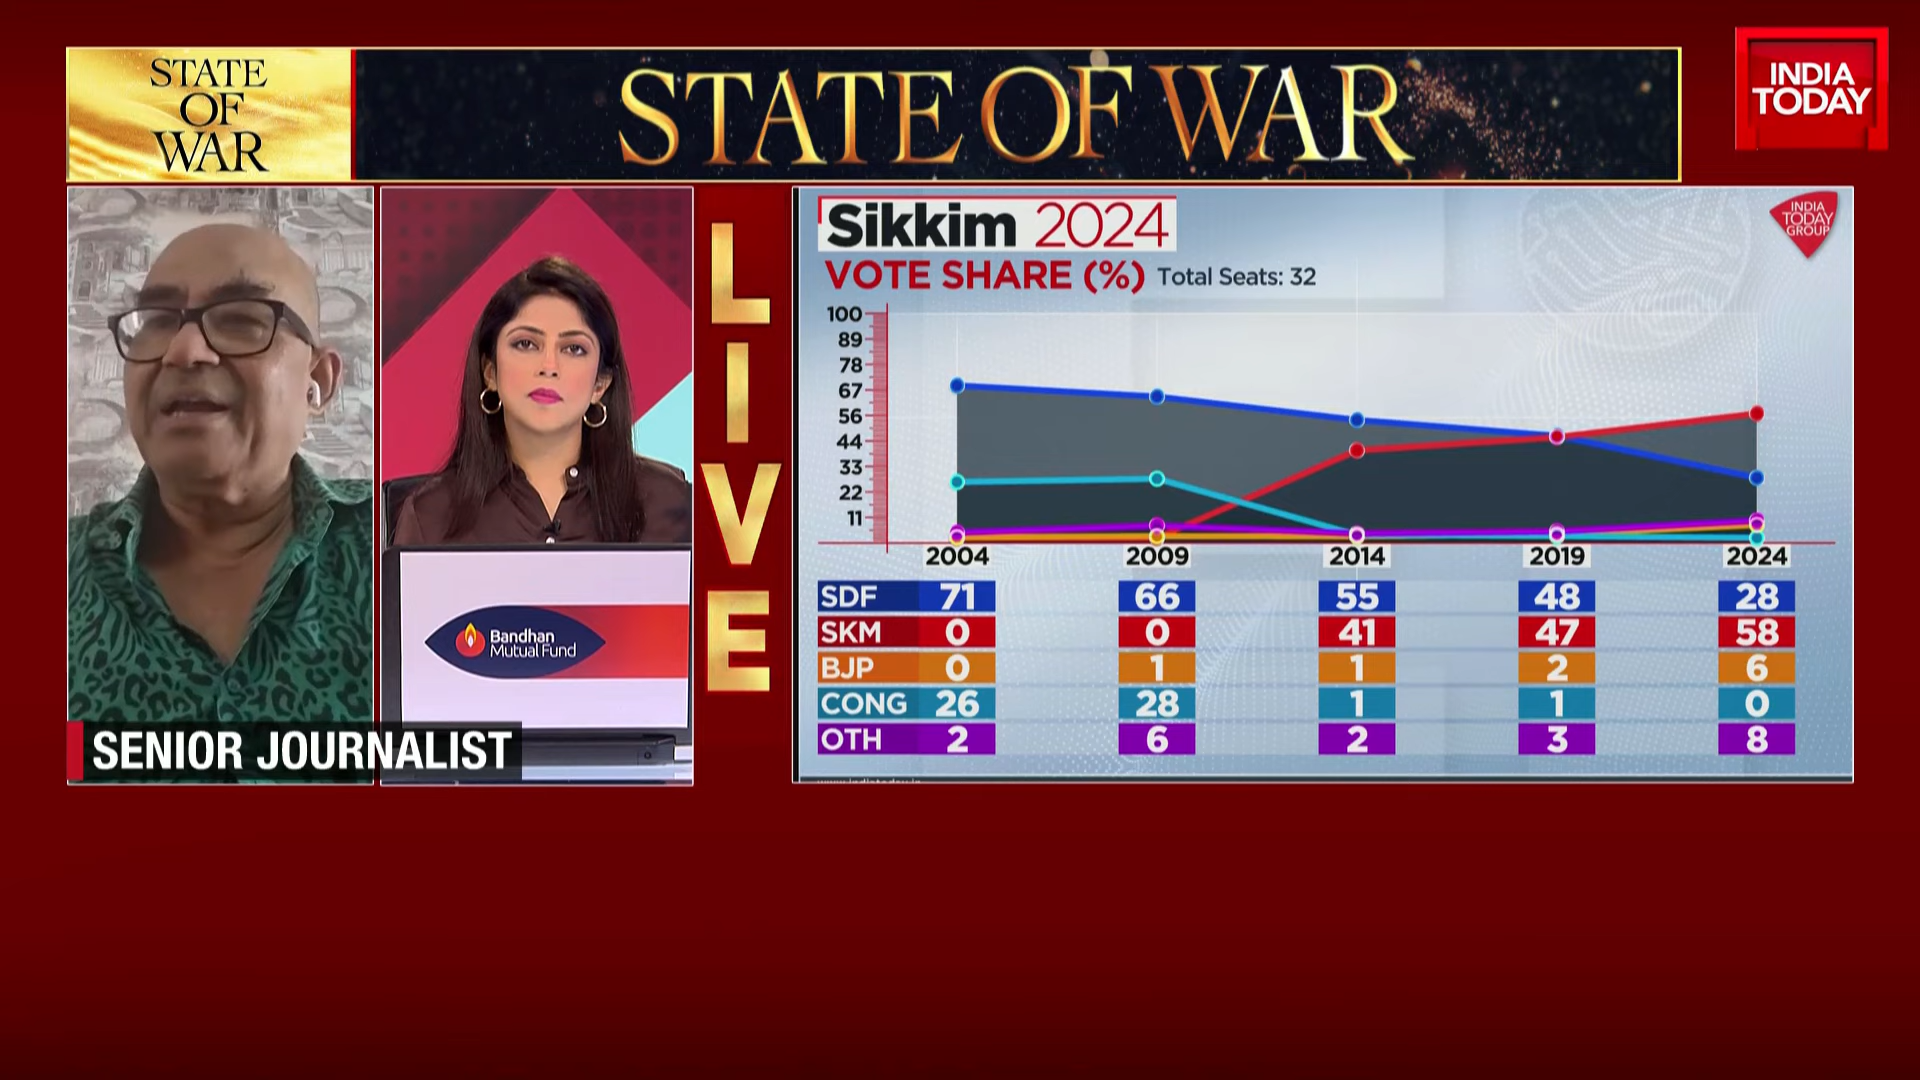 STATE
OF
WAR
STATE OF WAR
INDIA
TODAY
LIVE
Bandhan
Mutual Fund
SENIOR JOURNALIST
Sikkim 2024
INDIA
TODAY
GROUP
VOTE SHARE (%) Total Seats: 32
100
89
78
67
56
44
33
22
11
2004 2009 2014 2019 2024
SDF 71 66 55 48 28
SKM 0 0 41 47 58
BJP 0 1 1 2 6
CONG 26 28 1 1 0
OTH 2 6 2 3 8